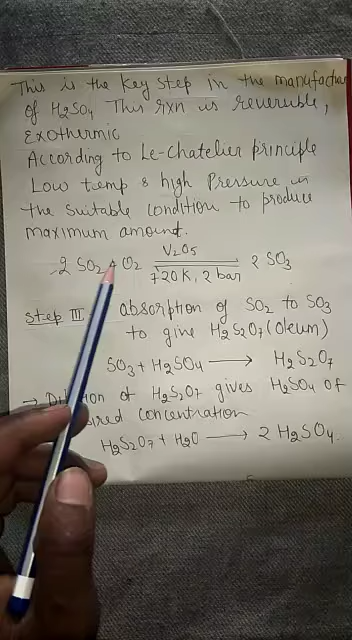 This is the key step in the manufactur
of H₂SO₄ This rxn is reversible,
Exothermic
According to Le-Chatelier principle
Low temp & high Pressure is
the suitable condition to produce
maximum amount.
2 SO₂ + O₂ V₂O₅ 720 K, 2 bar 2 SO₃
Step III absorption of SO₂ to SO₃
to give H₂S₂O₇ (Oleum)
SO₃ + H₂SO₄ ⟶ H₂S₂O₇
→ of H₂S₂O₇ gives H₂SO₄ of
concentration
H₂S₂O₇ + H₂O ⟶ 2 H₂SO₄.